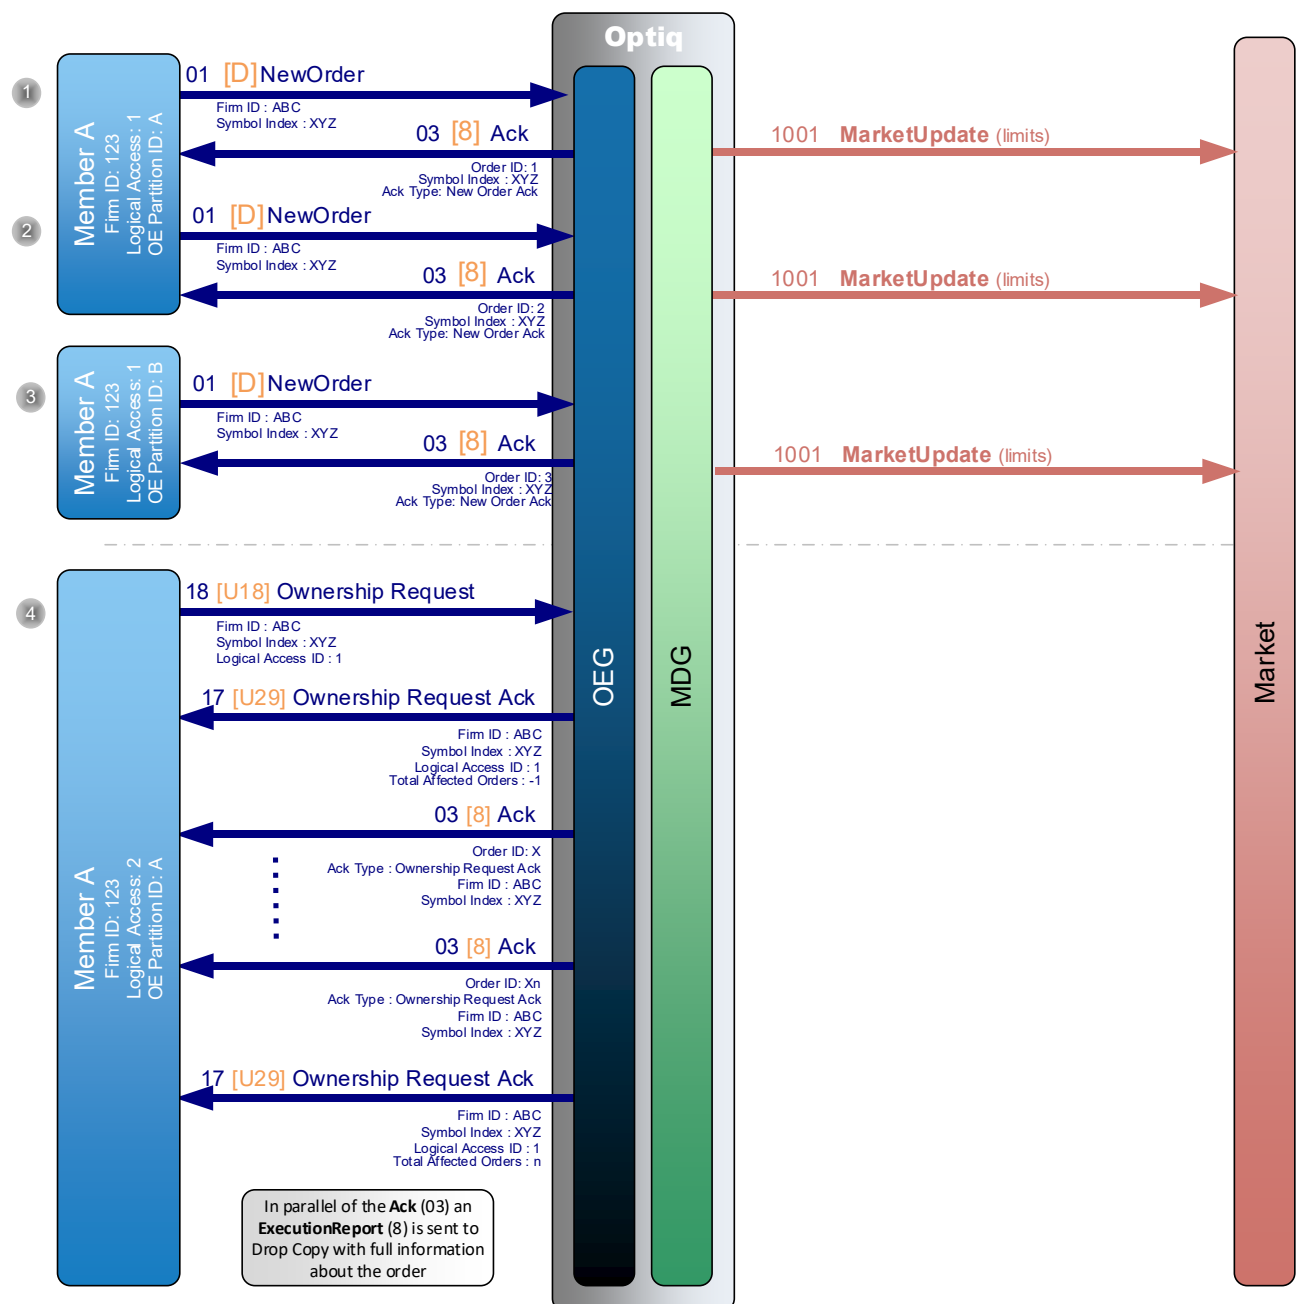 Optiq
1
Member A
Firm ID: 123
Logical Access: 1
OE Partition ID: A
01 [D]NewOrder
Firm ID : ABC
Symbol Index : XYZ
03 [8] Ack
Order ID: 1
Symbol Index : XYZ
Ack Type: New Order Ack
1001 MarketUpdate (limits)
2
01 [D]NewOrder
Firm ID : ABC
Symbol Index : XYZ
03 [8] Ack
Order ID: 2
Symbol Index : XYZ
Ack Type: New Order Ack
1001 MarketUpdate (limits)
3
Member A
Firm ID: 123
Logical Access: 1
OE Partition ID: B
01 [D]NewOrder
Firm ID : ABC
Symbol Index : XYZ
03 [8] Ack
Order ID: 3
Symbol Index : XYZ
Ack Type: New Order Ack
1001 MarketUpdate (limits)
4
Member A
Firm ID: 123
Logical Access: 2
OE Partition ID: A
18 [U18] Ownership Request
Firm ID : ABC
Symbol Index : XYZ
Logical Access ID : 1
OEG
MDG
Market
17 [U29] Ownership Request Ack
Firm ID : ABC
Symbol Index : XYZ
Logical Access ID : 1
Total Affected Orders : -1
03 [8] Ack
Order ID: X
Ack Type : Ownership Request Ack
Firm ID : ABC
Symbol Index : XYZ
03 [8] Ack
Order ID: Xn
Ack Type : Ownership Request Ack
Firm ID : ABC
Symbol Index : XYZ
17 [U29] Ownership Request Ack
Firm ID : ABC
Symbol Index : XYZ
Logical Access ID : 1
Total Affected Orders : n
In parallel of the Ack (03) an
ExecutionReport (8) is sent to
Drop Copy with full information
about the order